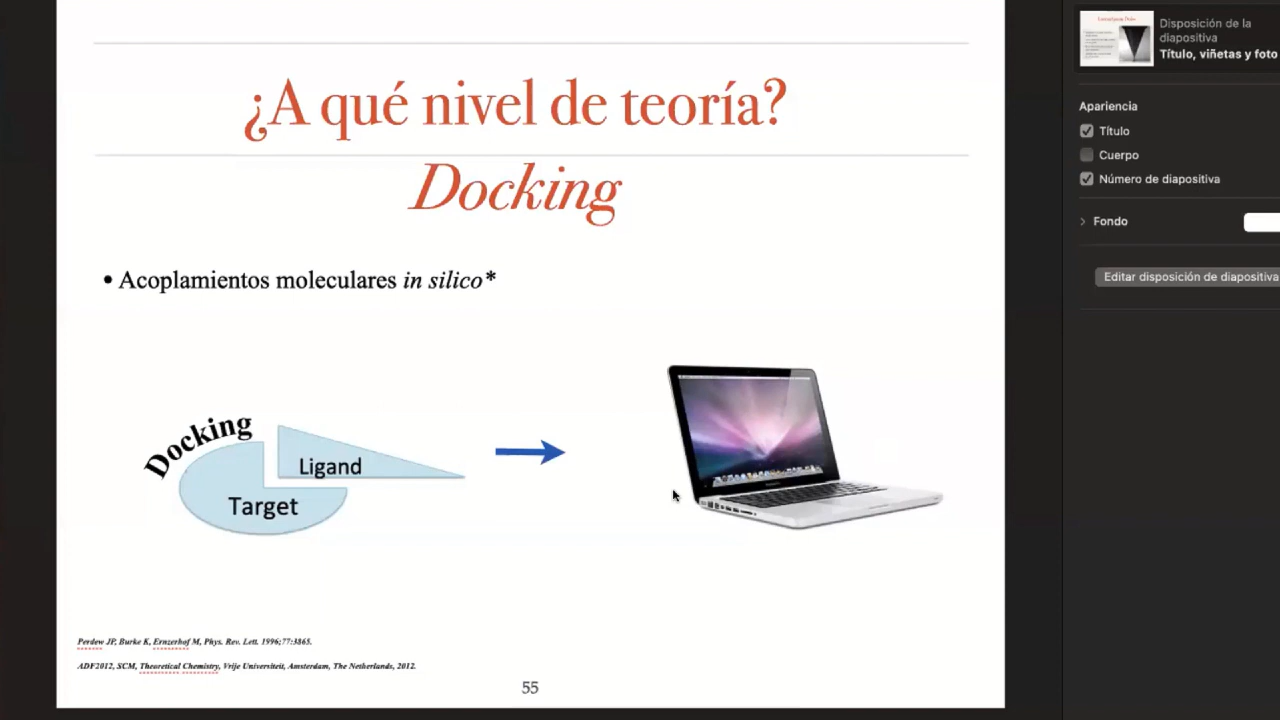 ¿A qué nivel de teoría?
Docking
• Acoplamientos moleculares in silico*
Docking
Ligand
Target
Perdew JP, Burke K, Ernzerhof M, Phys. Rev. Lett. 1996;77:3865.
ADF2012, SCM, Theoretical Chemistry, Vrije Universiteit, Amsterdam, The Netherlands, 2012.
55
Disposición de la
diapositiva
Título, viñetas y foto
Apariencia
Título
Cuerpo
Número de diapositiva
Fondo
Editar disposición de diapositiva